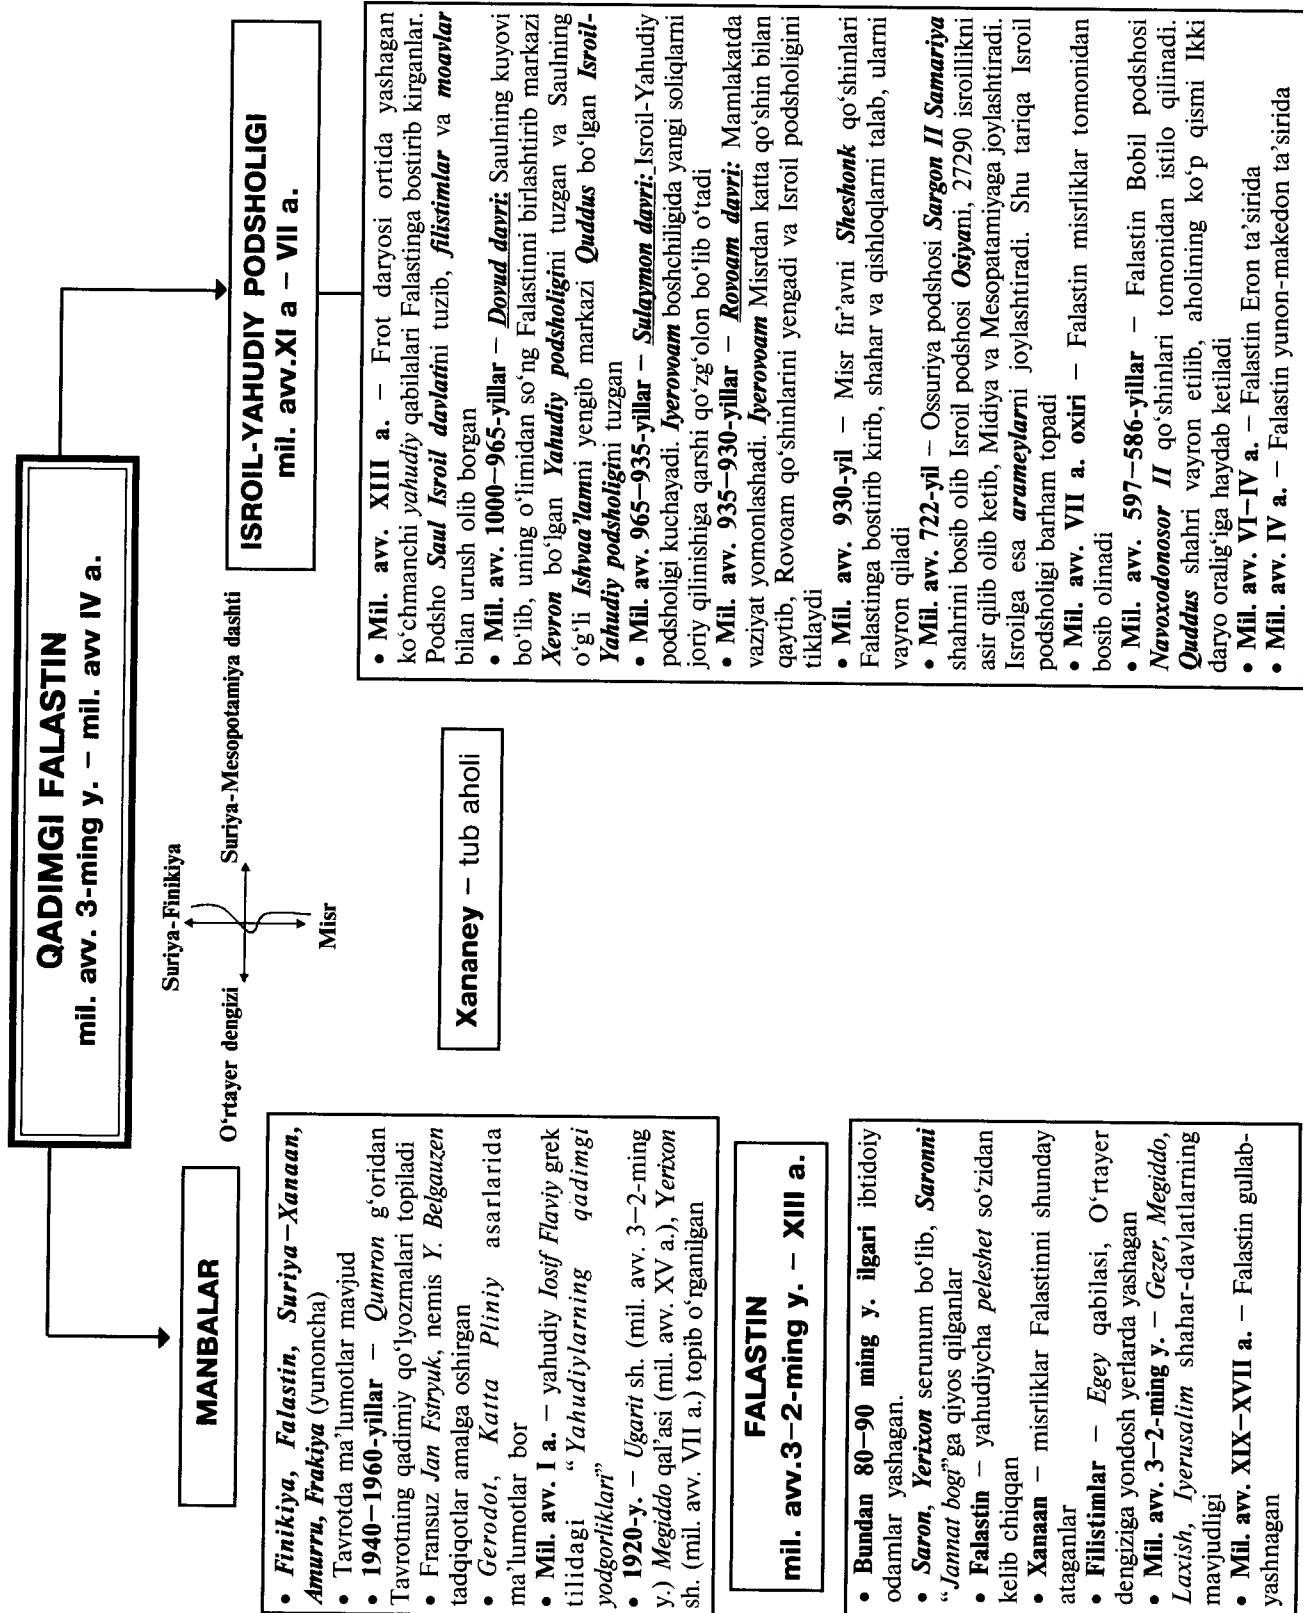 QADIMGI FALASTIN
mil. avv. 3-ming y. – mil. avv IV a.
MANBALAR
• Finikiya, Falastin, Suriya–Xanaan,
Amurru, Frakiya (yunoncha)
• Tavrotda ma'lumotlar mavjud
• 1940–1960-yillar – Qumron g‘oridan
Tavrotning qadimiy qo‘lyozmalari topiladi
• Fransuz Jan Fstryuk, nemis Y. Belgauzen
tadqiqotlar amalga oshirgan
• Gerodot, Katta Pliniy asarlarida
ma'lumotlar bor
• Mil. avv. I a. – yahudiy Iosif Flaviy grek
tilidagi “Yahudiylarning qadimgi
yodgorliklari”
• 1920-y. – Ugarit sh. (mil. avv. 3–2-ming
y.) Megiddo qal'asi (mil. avv. XV a.), Yerixon
sh. (mil. avv. VII a.) topib o‘rganilgan
FALASTIN
mil. avv.3–2-ming y. – XIII a.
• Bundan 80–90 ming y. ilgari ibtidoiy
odamlar yashagan.
• Saron, Yerixon serumum bo‘lib, Saronni
“Jannat bogi”ga qiyos qilganlar
• Falastin – yahudiycha peleshet so‘zidan
kelib chiqqan
• Xanaan – misrliklar Falastinni shunday
ataganlar
• Filistimlar – Egey qabilasi, O‘rtayer
dengiziga yondosh yerlarda yashagan
• Mil. avv. 3–2-ming y. – Gezer, Megiddo,
Laxish, Iyerusalim shahar-davlatlarning
mavjudligi
• Mil. avv. XIX–XVII a. – Falastin gullab-
yashnagan
Suriya-Finikiya
O‘rtayer dengizi
Suriya-Mesopotamiya dashti
Misr
Xananey – tub aholi
ISROIL-YAHUDIY PODSHOLIGI
mil. avv.XI a – VII a.
• Mil. avv. XIII a. – Frot daryosi ortida yashagan
ko‘chmanchi yahudiy qabilalari Falastinga bostirib kirganlar.
Podsho Saul Isroil davlatini tuzib, filistimlar va moavlar
bilan urush olib borgan
• Mil. avv. 1000–965-yillar – Dovud davri: Saulning kuyovi
bo‘lib, uning o‘limidan so‘ng Falastinni birlashtirib markazi
Xevron bo‘lgan Yahudiy podsholigini tuzgan va Saulning
o‘g‘li Ishvaa'lamni yengib markazi Quddus bo‘lgan Isroil-
Yahudiy podsholigini tuzgan
• Mil. avv. 965–935-yillar – Sulaymon davri: Isroil-Yahudiy
podsholigi kuchayadi. Iyerovoam boshchiligida yangi soliqlarni
joriy qilinishiga qarshi qo‘zg‘olon bo‘lib o‘tadi
• Mil. avv. 935–930-yillar – Rovoam davri: Mamlakatda
vaziyat yomonlashadi. Iyerovoam Misrdan katta qo‘shin bilan
qaytib, Rovoam qo‘shinlarini yengadi va Isroil podsholigini
tiklaydi
• Mil. avv. 930-yil – Misr fir'avni Sheshonk qo‘shinlari
Falastinga bostirib kirib, shahar va qishloqlarni talab, ularni
vayron qiladi
• Mil. avv. 722-yil – Ossuriya podshosi Sargon II Samariya
shahrini bosib olib Isroil podshosi Osiyani, 27290 isroillikni
asir qilib olib ketib, Midiya va Mesopatamiyaga joylashtiradi.
Isroilga esa arameylarni joylashtiradi. Shu tariqa Isroil
podsholigi barham topadi
• Mil. avv. VII a. oxiri – Falastin misrliklar tomonidan
bosib olinadi
• Mil. avv. 597–586-yillar – Falastin Bobil podshosi
Navoxodonosor II qo‘shinlari tomonidan istilo qilinadi.
Quddus shahri vayron etilib, aholining ko‘p qismi Ikki
daryo oralig‘iga haydab ketiladi
• Mil. avv. VI–IV a. – Falastin Eron ta'sirida
• Mil. avv. IV a. – Falastin yunon-makedon ta'sirida